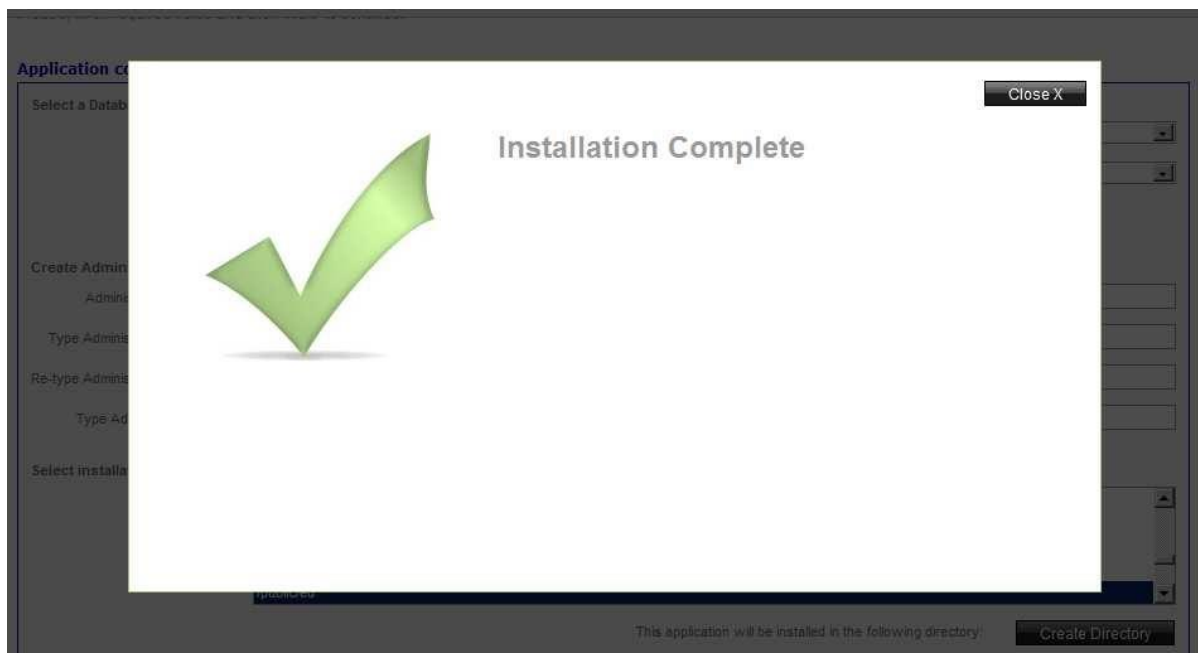 Application co
Close X
Select a Datab
Installation Complete
Create Admin
Adminis
Type Adminis
Re-type Adminis
Type Ad
Select installa
This application will be installed in the following directory:
Create Directory